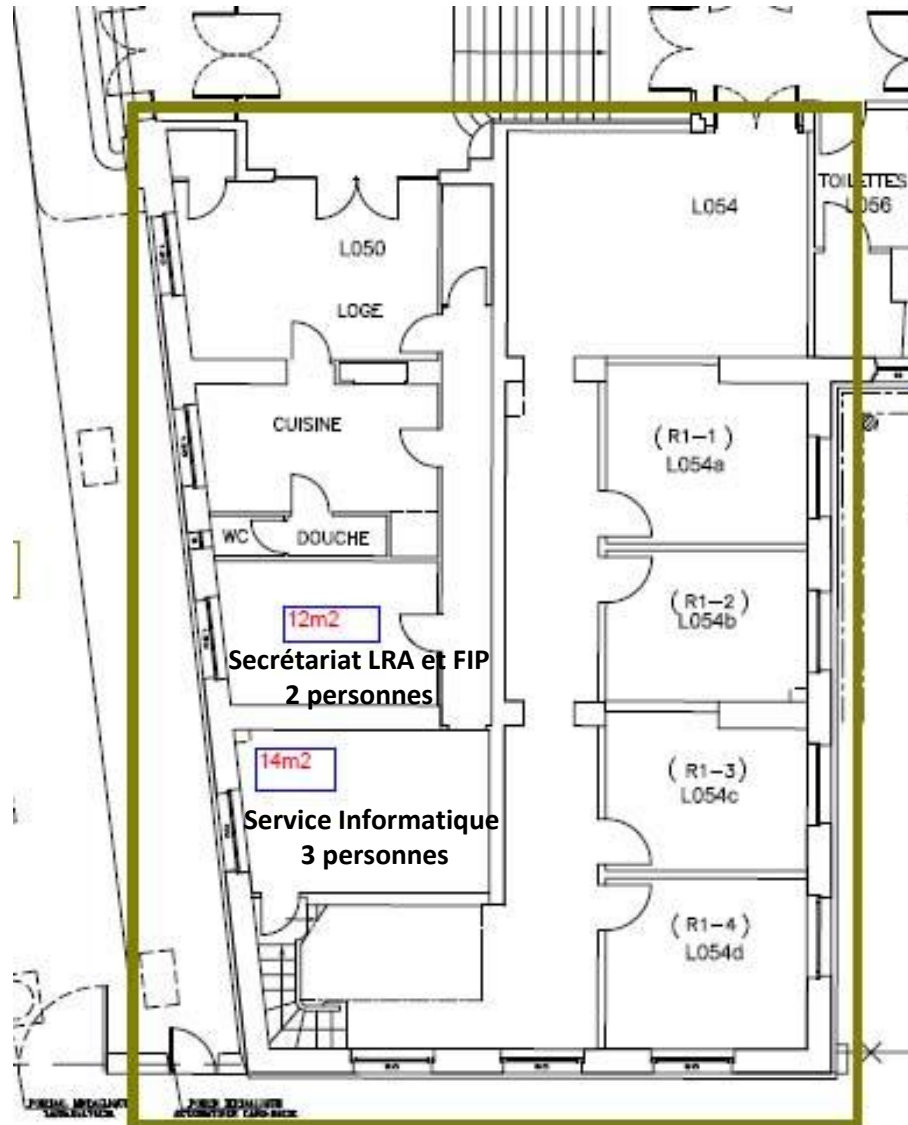 L054
TOILETTES
L056
L050
LOGE
CUISINE
(R1-1)
L054a
WC
DOUCHE
(R1-2)
L054b
12m2
Secrétariat LRA et FIP
2 personnes
(R1-3)
L054c
14m2
Service Informatique
3 personnes
(R1-4)
L054d